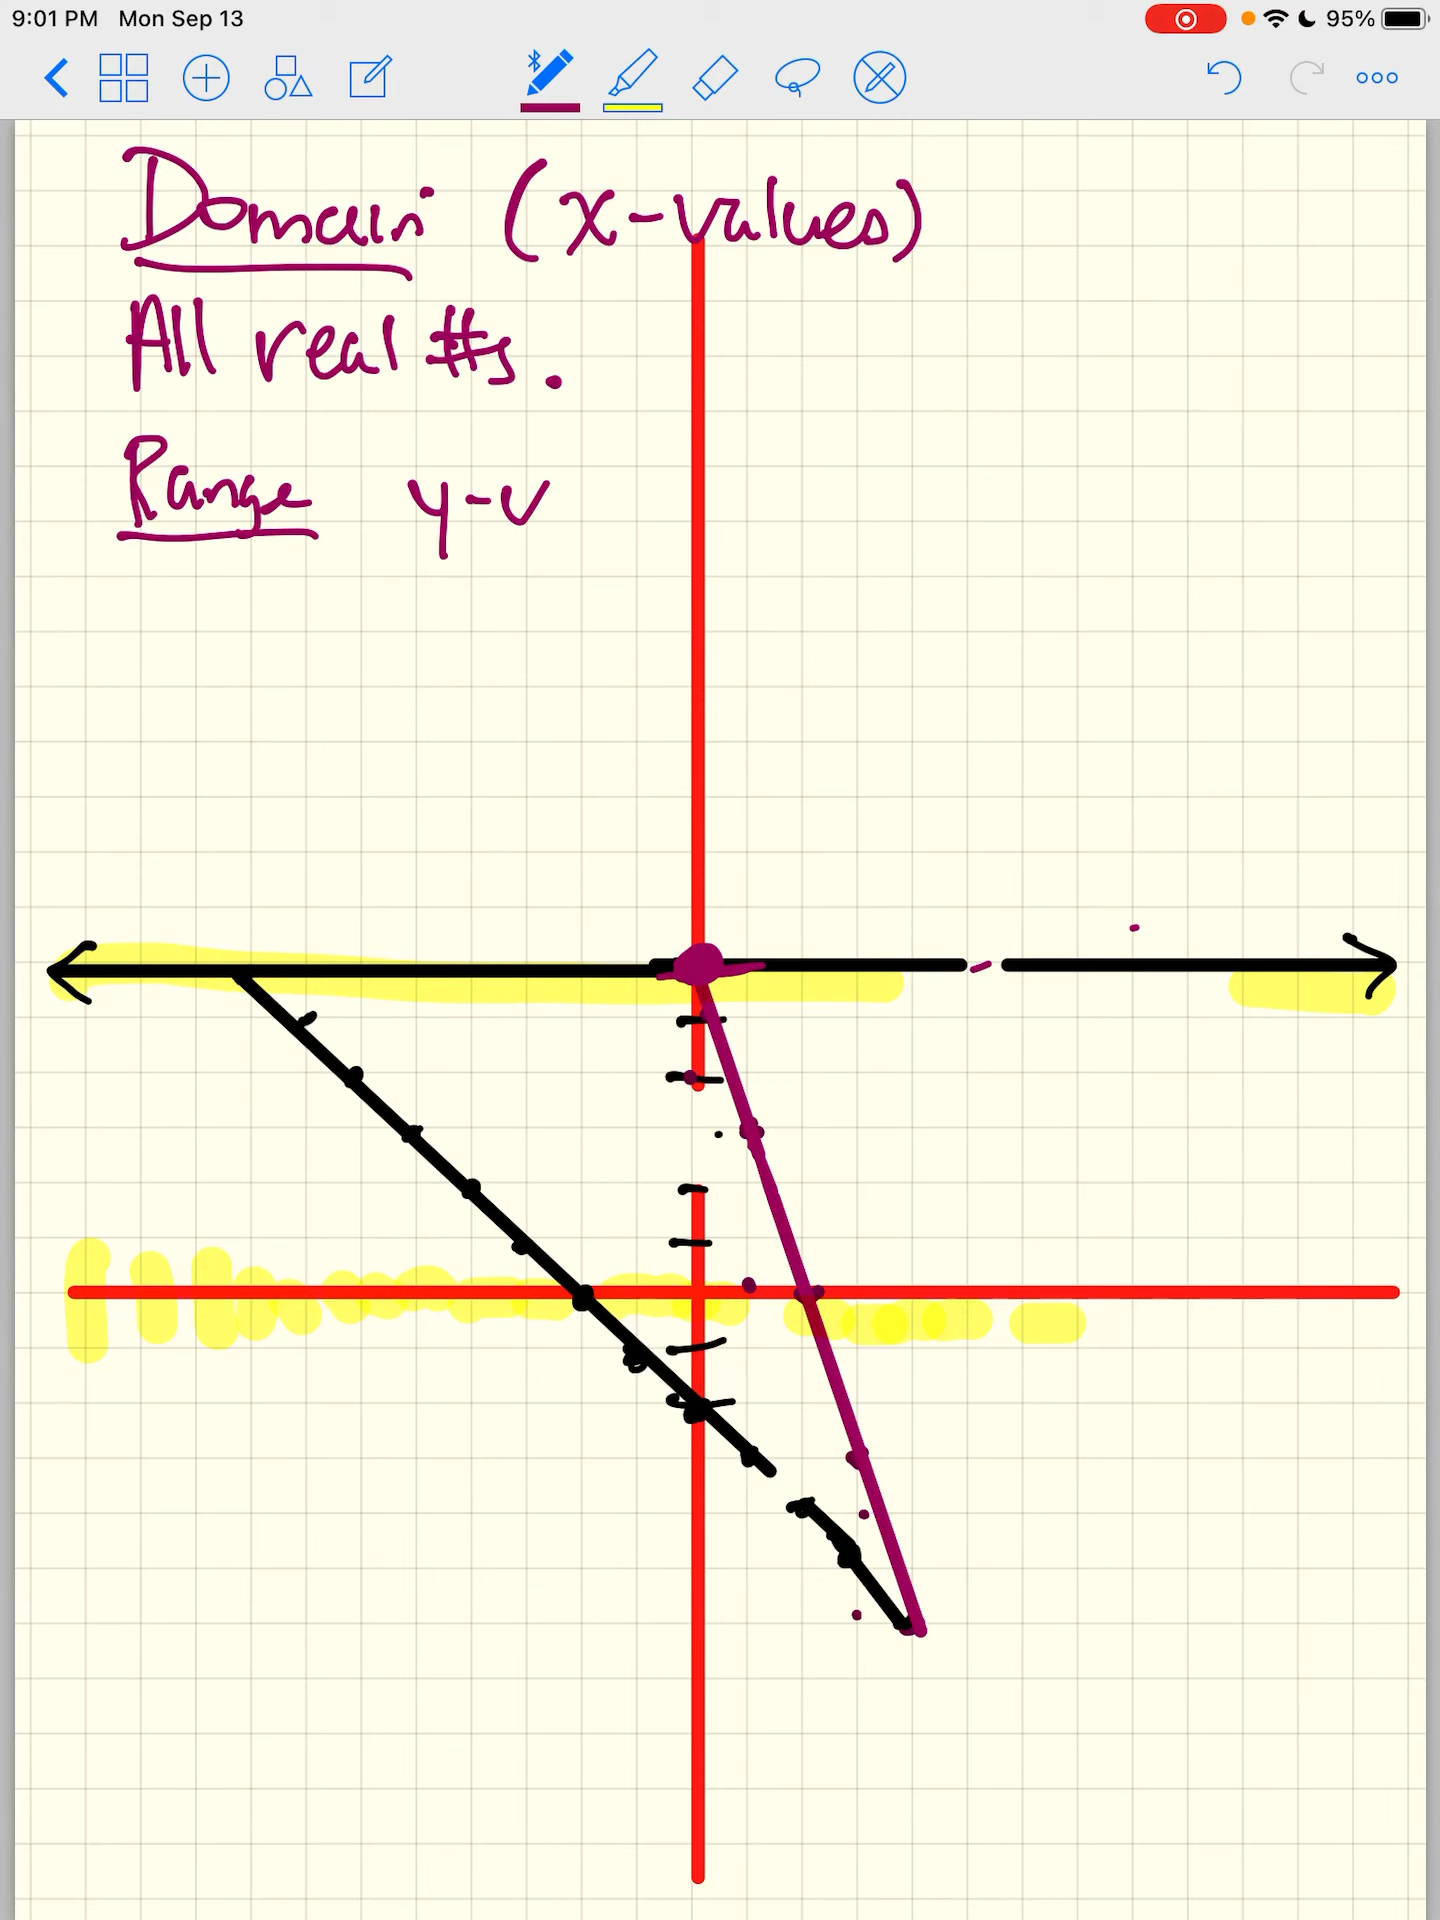 9:01 PM Mon Sep 13 95%
Domain (x-values)
All real #s.
Range y-v